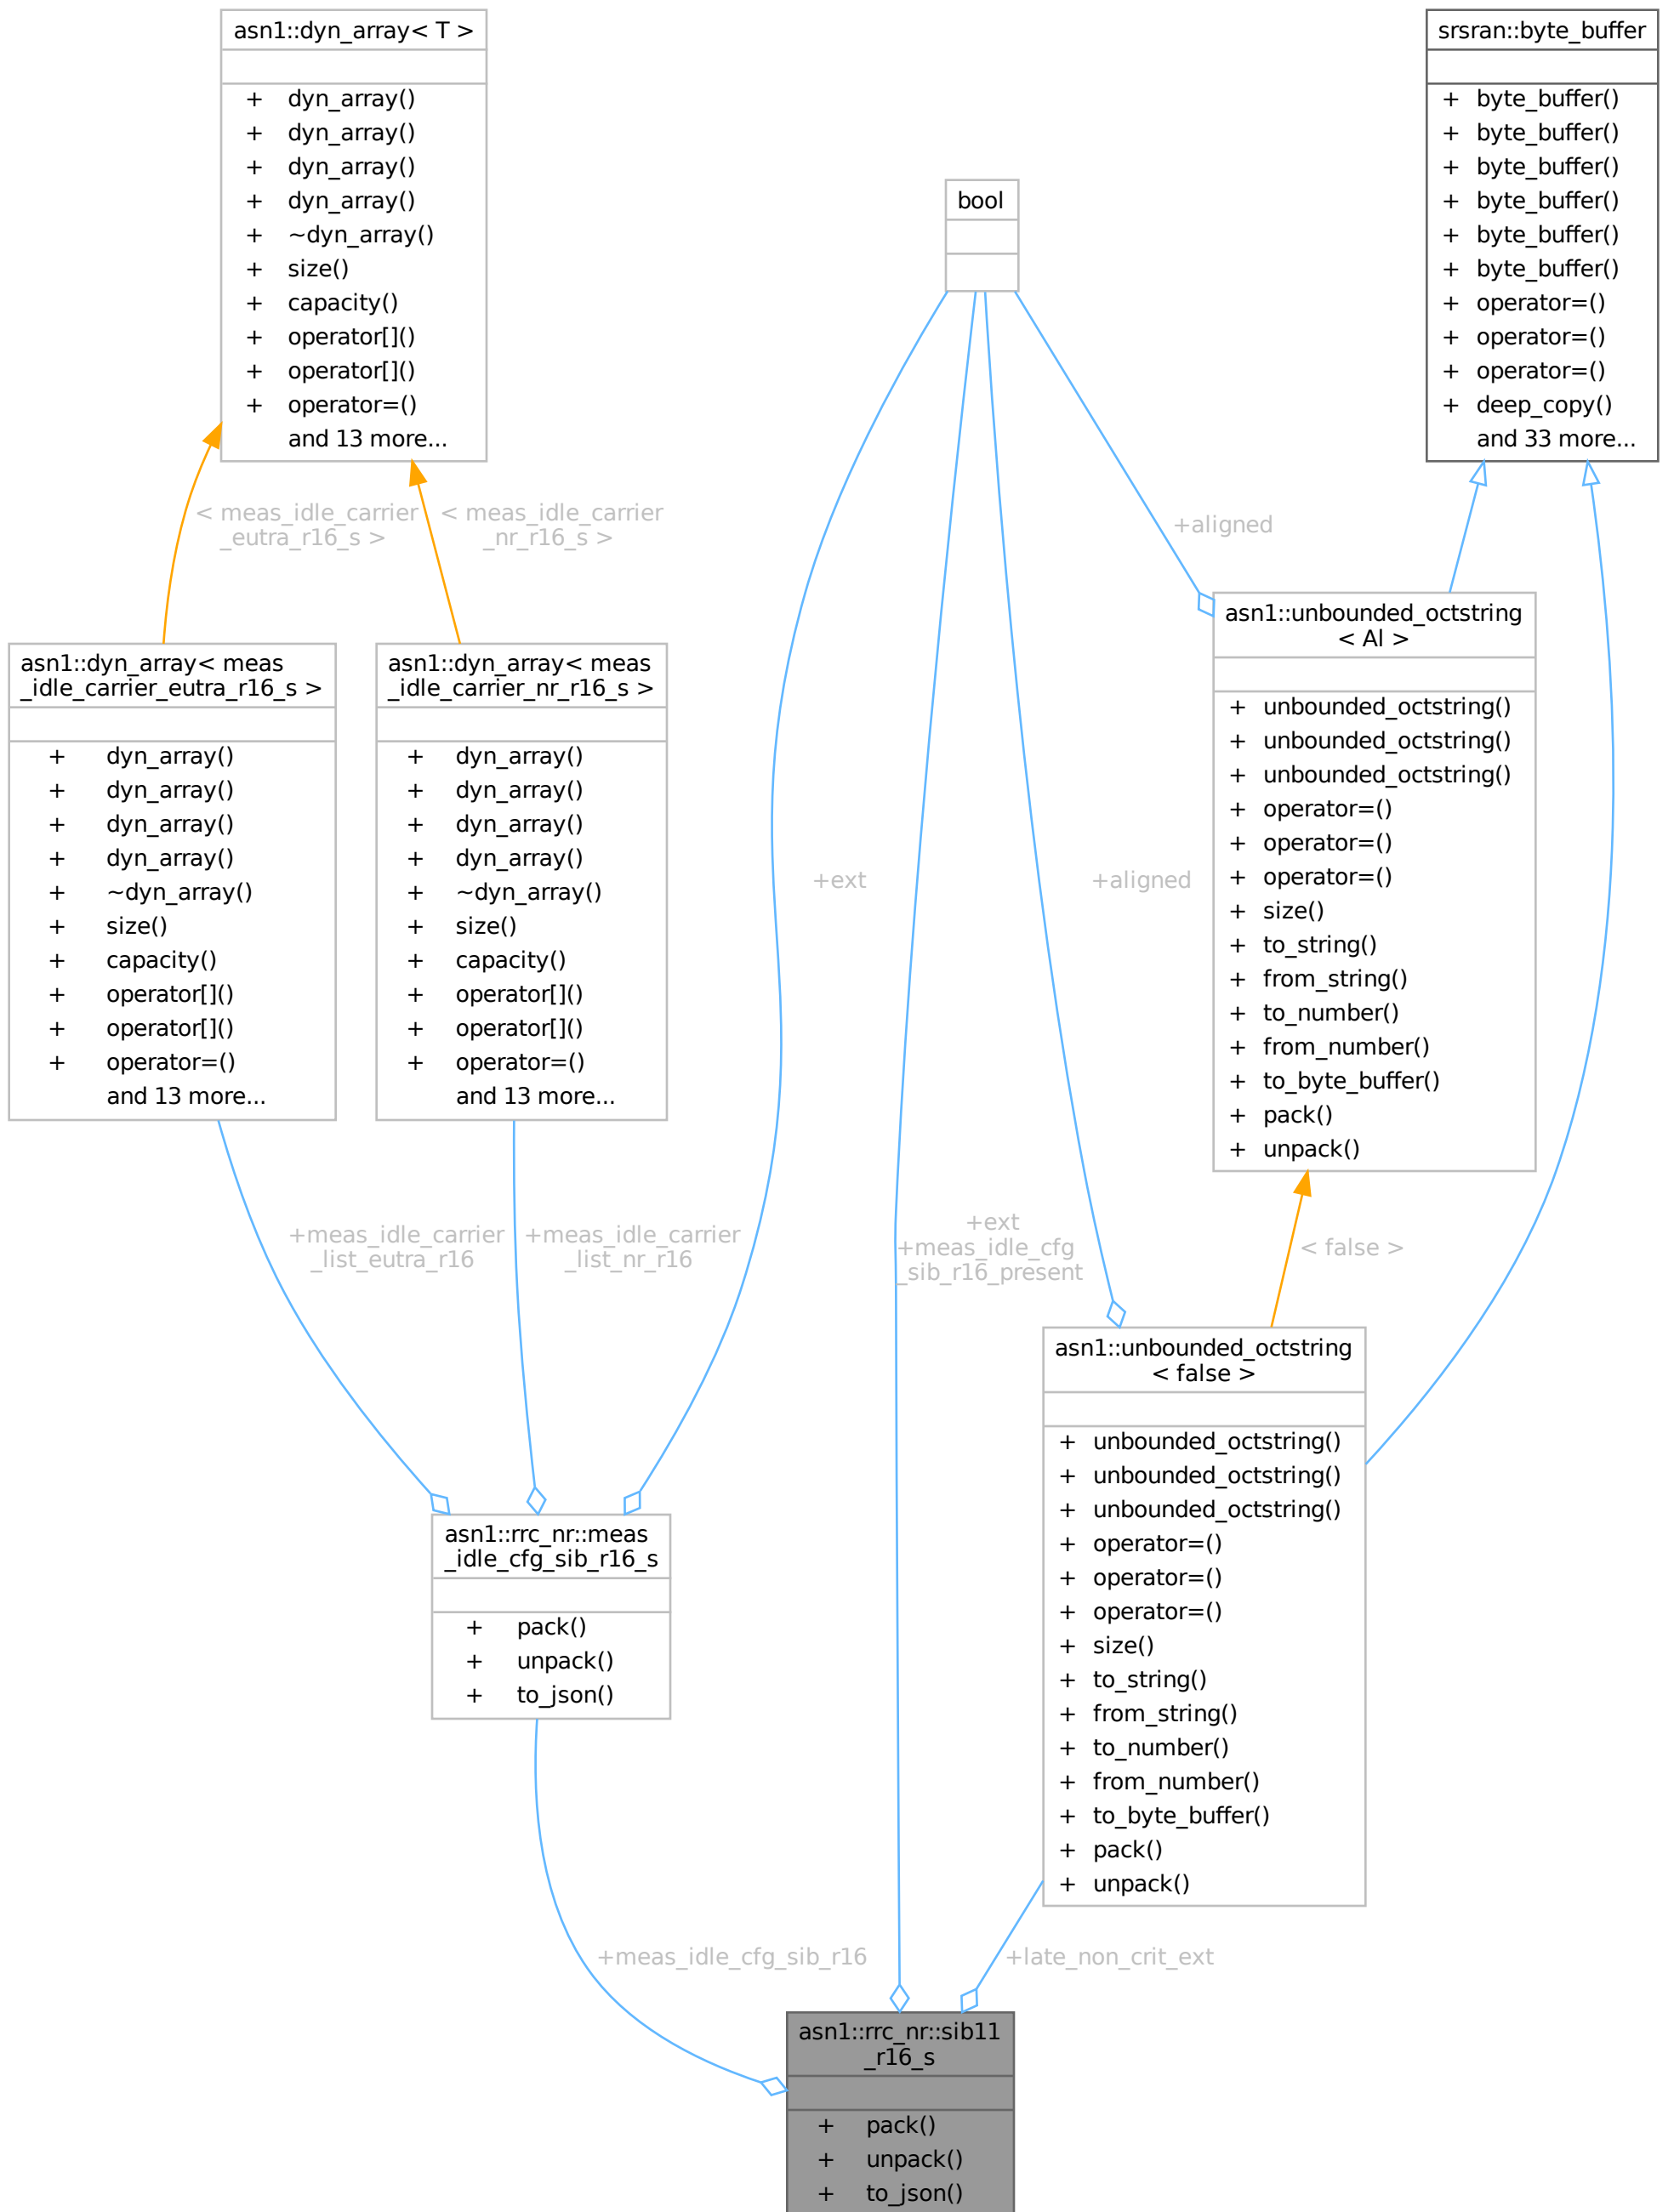 asn1::dyn_array< T >
+ dyn_array()
+ dyn_array()
+ dyn_array()
+ dyn_array()
+ ~dyn_array()
+ size()
+ capacity()
+ operator[]()
+ operator[]()
+ operator=()
and 13 more...
srsran::byte_buffer
+ byte_buffer()
+ byte_buffer()
+ byte_buffer()
+ byte_buffer()
+ byte_buffer()
+ byte_buffer()
+ operator=()
+ operator=()
+ operator=()
+ deep_copy()
and 33 more...
bool
< meas_idle_carrier
_eutra_r16_s >
< meas_idle_carrier
_nr_r16_s >
+aligned
asn1::unbounded_octstring
< Al >
+ unbounded_octstring()
+ unbounded_octstring()
+ unbounded_octstring()
+ operator=()
+ operator=()
+ operator=()
+ size()
+ to_string()
+ from_string()
+ to_number()
+ from_number()
+ to_byte_buffer()
+ pack()
+ unpack()
asn1::dyn_array< meas
_idle_carrier_eutra_r16_s >
+ dyn_array()
+ dyn_array()
+ dyn_array()
+ dyn_array()
+ ~dyn_array()
+ size()
+ capacity()
+ operator[]()
+ operator[]()
+ operator=()
and 13 more...
asn1::dyn_array< meas
_idle_carrier_nr_r16_s >
+ dyn_array()
+ dyn_array()
+ dyn_array()
+ dyn_array()
+ ~dyn_array()
+ size()
+ capacity()
+ operator[]()
+ operator[]()
+ operator=()
and 13 more...
+ext
+aligned
+meas_idle_carrier
_list_eutra_r16
+meas_idle_carrier
_list_nr_r16
+ext
+meas_idle_cfg
_sib_r16_present
< false >
asn1::unbounded_octstring
< false >
+ unbounded_octstring()
+ unbounded_octstring()
+ unbounded_octstring()
+ operator=()
+ operator=()
+ operator=()
+ size()
+ to_string()
+ from_string()
+ to_number()
+ from_number()
+ to_byte_buffer()
+ pack()
+ unpack()
asn1::rrc_nr::meas
_idle_cfg_sib_r16_s
+ pack()
+ unpack()
+ to_json()
+meas_idle_cfg_sib_r16
+late_non_crit_ext
asn1::rrc_nr::sib11
_r16_s
+ pack()
+ unpack()
+ to_json()